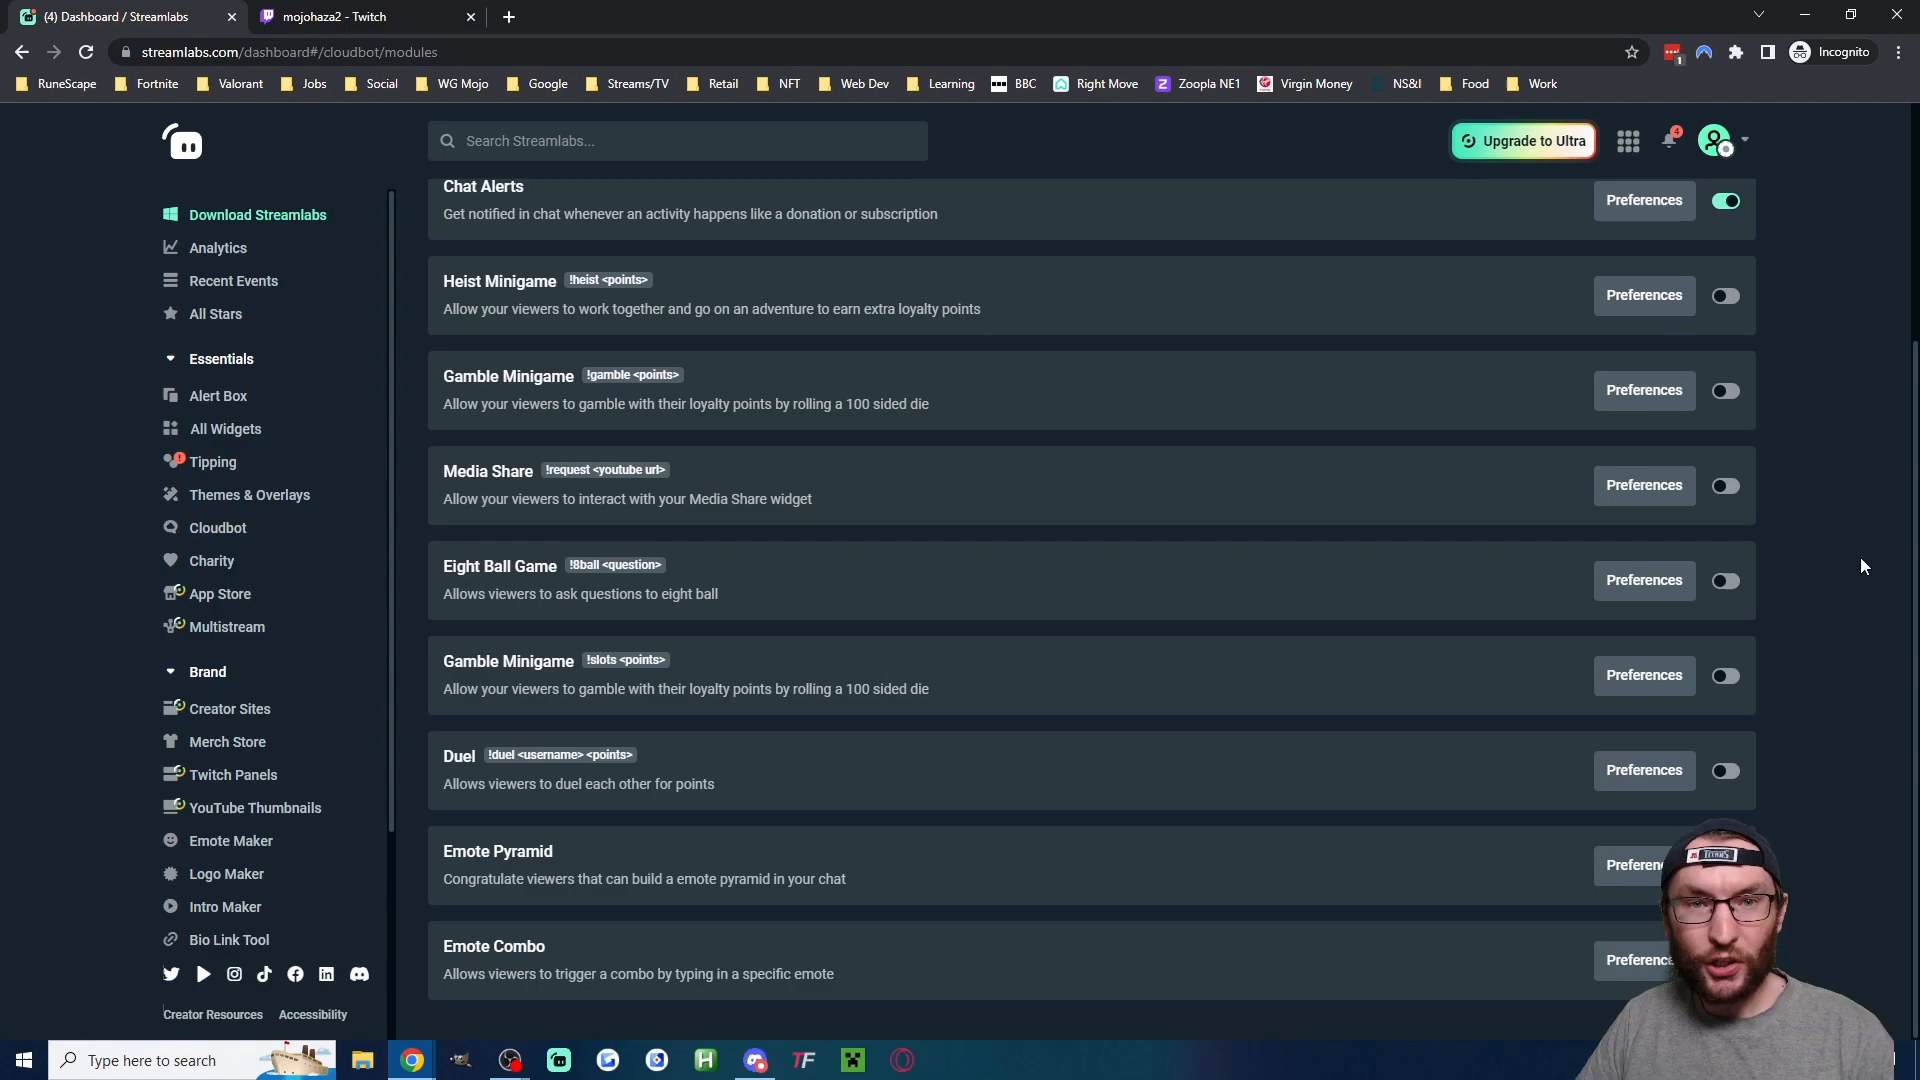 (4) Dashboard / Streamlabs
mojohaza2 - Twitch
streamlabs.com/dashboard#/cloudbot/modules
1
Incognito
RuneScape
Fortnite
Valorant
Jobs
Social
WG Mojo
Google
Streams/TV
Retail
NFT
Web Dev
Learning
BBC
Right Move
Z
Zoopla NE1
Virgin Money
NS&I
Food
Work
Search Streamlabs...
Upgrade to Ultra
4
Download Streamlabs
Analytics
Recent Events
All Stars
Essentials
Alert Box
All Widgets
Tipping
Themes & Overlays
Cloudbot
Charity
App Store
Multistream
Brand
Creator Sites
Merch Store
Twitch Panels
YouTube Thumbnails
Emote Maker
Logo Maker
Intro Maker
Bio Link Tool
Creator Resources
Accessibility
Chat Alerts
Get notified in chat whenever an activity happens like a donation or subscription
Preferences
Heist Minigame !heist <points>
Allow your viewers to work together and go on an adventure to earn extra loyalty points
Preferences
Gamble Minigame !gamble <points>
Allow your viewers to gamble with their loyalty points by rolling a 100 sided die
Preferences
Media Share !request <youtube url>
Allow your viewers to interact with your Media Share widget
Preferences
Eight Ball Game !8ball <question>
Allows viewers to ask questions to eight ball
Preferences
Gamble Minigame !slots <points>
Allow your viewers to gamble with their loyalty points by rolling a 100 sided die
Preferences
Duel !duel <username> <points>
Allows viewers to duel each other for points
Preferences
Emote Pyramid
Congratulate viewers that can build a emote pyramid in your chat
Preferen
Emote Combo
Allows viewers to trigger a combo by typing in a specific emote
Preferenc
TITANS
Type here to search
H
TF